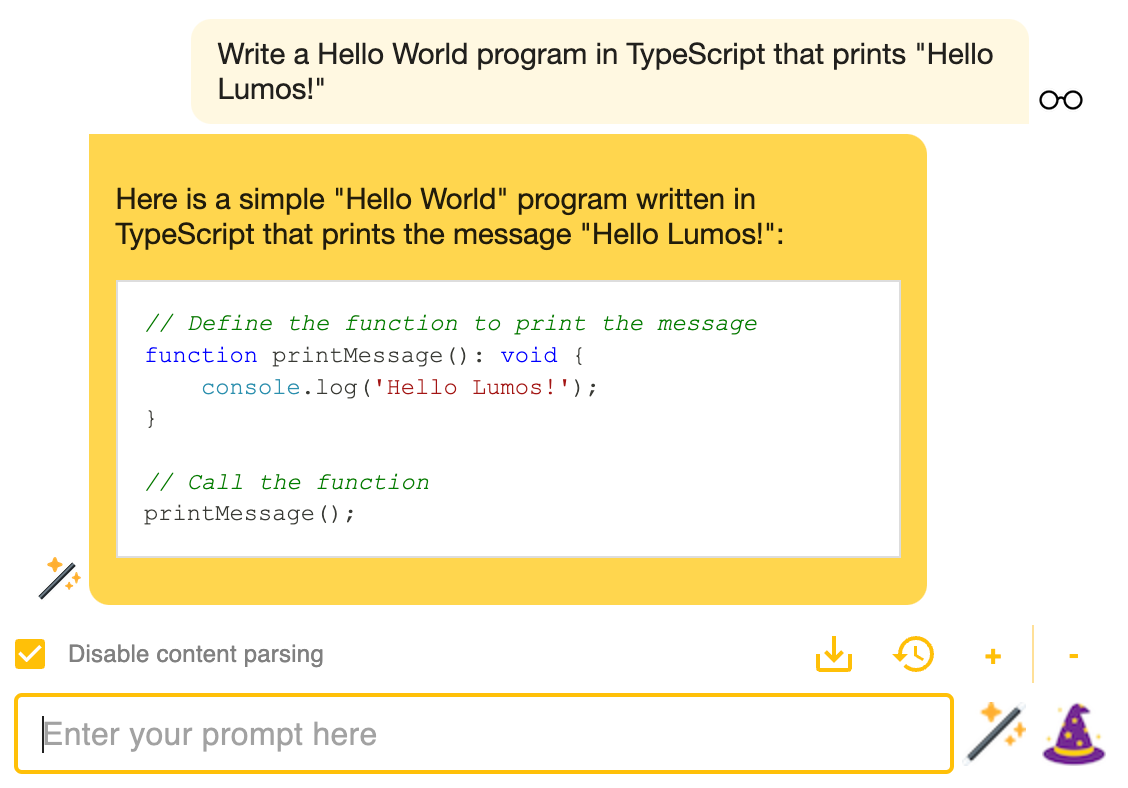 Write a Hello World program in TypeScript that prints "Hello
Lumos!"
Here is a simple "Hello World" program written in
TypeScript that prints the message "Hello Lumos!":
// Define the function to print the message
function printMessage(): void {
    console.log('Hello Lumos!');
}
// Call the function
printMessage();
Disable content parsing
+
-
Enter your prompt here